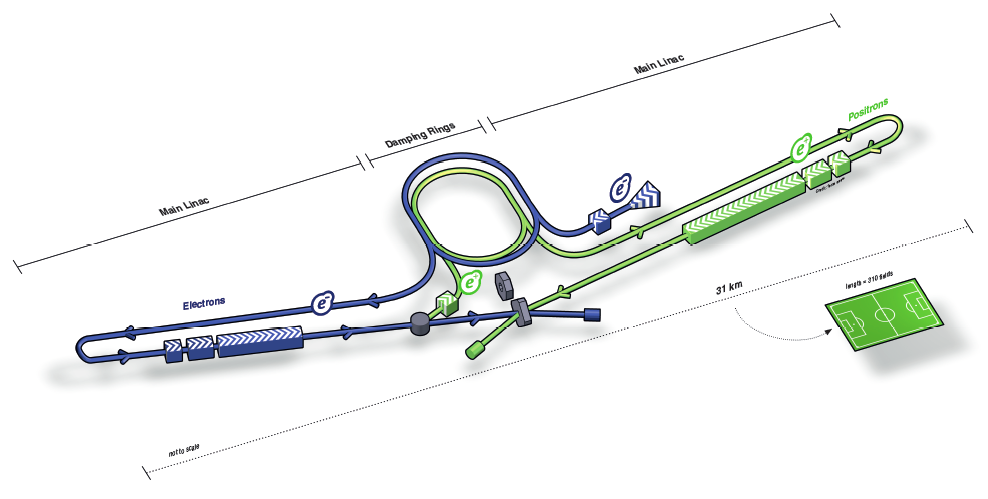 Main Linac
Damping Rings
Main Linac
Positrons
e+
e-
Electrons
e-
e+
31 km
length = 310 fields
not to scale